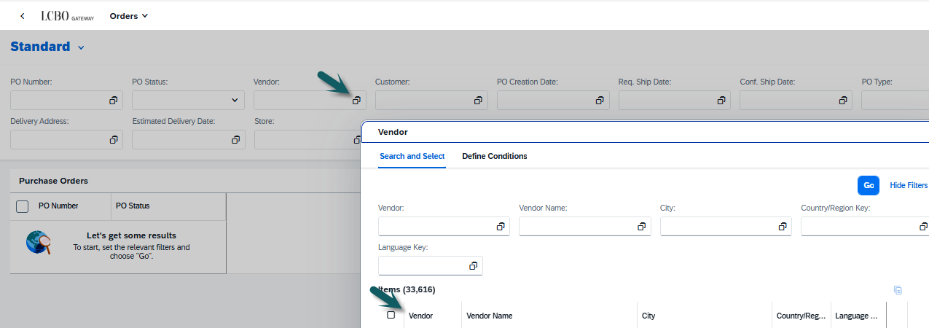 LCBO GATEWAY Orders
Standard
PO Number: PO Status: Vendor: Customer: PO Creation Date: Req. Ship Date: Conf. Ship Date: PO Type:
Delivery Address: Estimated Delivery Date: Store:
Vendor
Search and Select Define Conditions
Go Hide Filters
Purchase Orders
PO Number PO Status
Let's get some results
To start, set the relevant filters and
choose "Go".
Vendor: Vendor Name: City: Country/Region Key:
Language Key:
Items (33,616)
Vendor Vendor Name City Country/Reg... Language ...